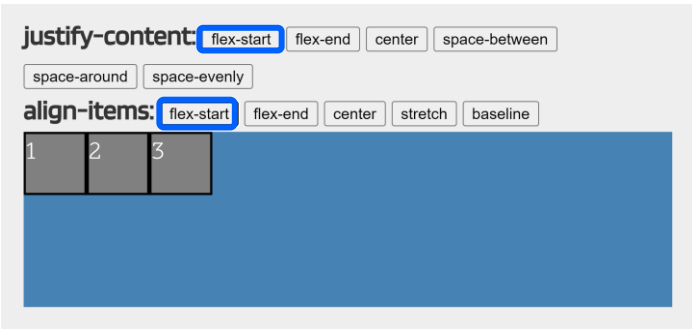 justify-content: flex-start flex-end center space-between
space-around space-evenly
align-items: flex-start flex-end center stretch baseline
1 2 3